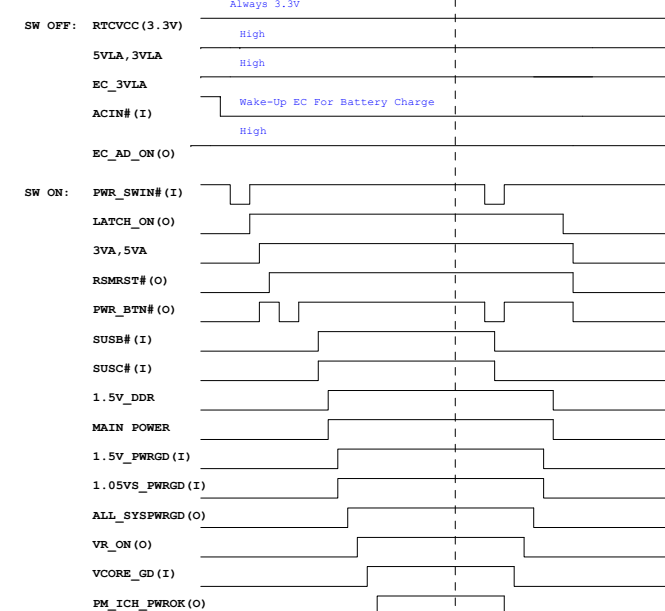 Always 3.3V
SW OFF: RTCVCC(3.3V)
High
5VLA,3VLA
High
EC_3VLA
Wake-Up EC For Battery Charge
ACIN#(I)
High
EC_AD_ON(O)
SW ON: PWR_SWIN#(I)
LATCH_ON(O)
3VA,5VA
RSMRST#(O)
PWR_BTN#(O)
SUSB#(I)
SUSC#(I)
1.5V_DDR
MAIN POWER
1.5V_PWRGD(I)
1.05VS_PWRGD(I)
ALL_SYSPWRGD(O)
VR_ON(O)
VCORE_GD(I)
PM_ICH_PWROK(O)